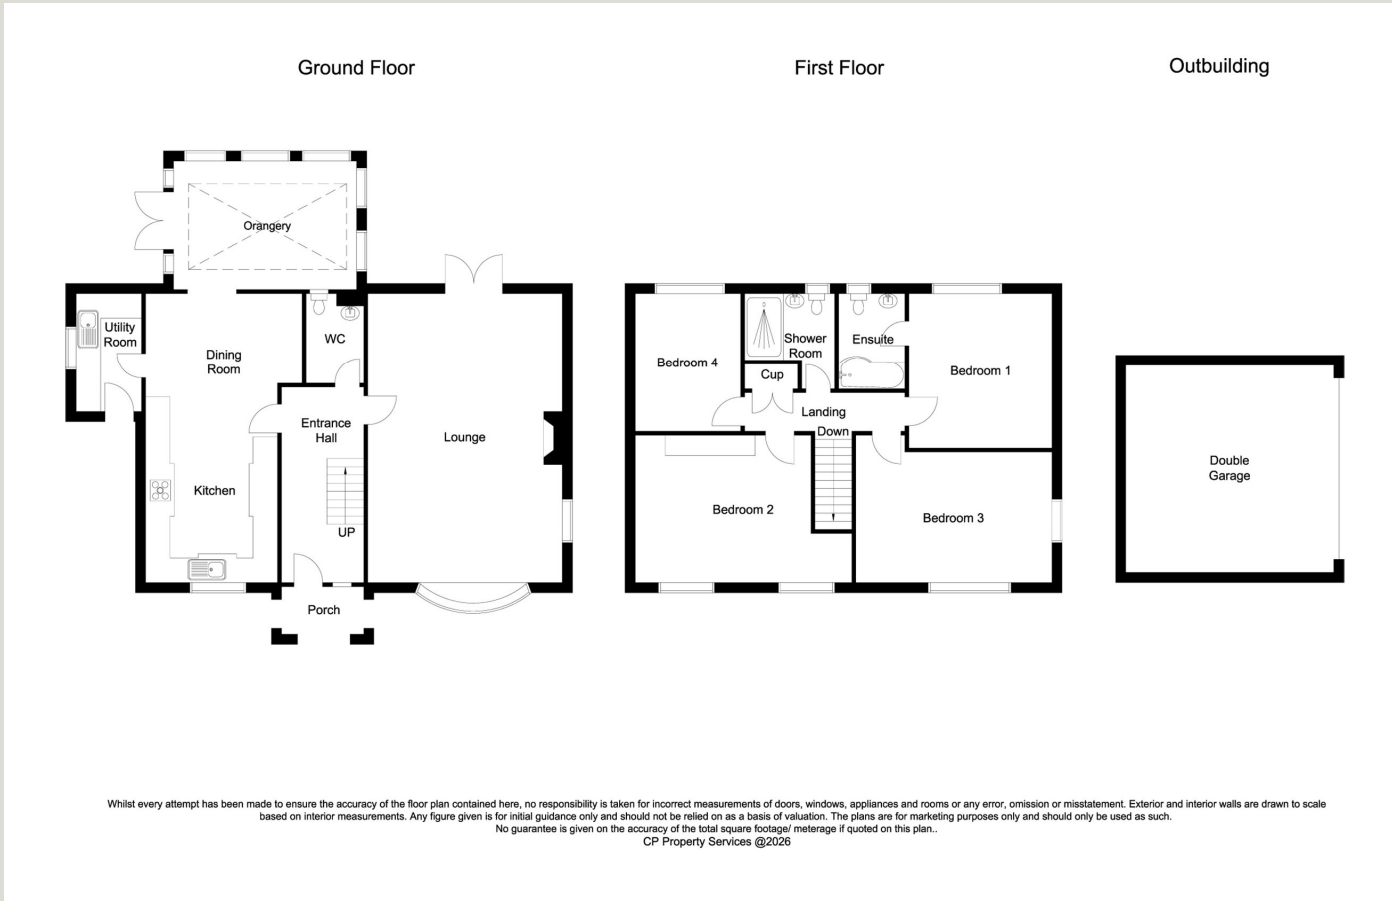 Ground Floor
First Floor
Outbuilding
Orangery
Utility
Room
Dining
Room
WC
Entrance
Hall
Lounge
Kitchen
UP
Porch
Bedroom 4
Shower
Room
Ensuite
Bedroom 1
Cup
Landing
Down
Bedroom 2
Bedroom 3
Double
Garage
Whilst every attempt has been made to ensure the accuracy of the floor plan contained here, no responsibility is taken for incorrect measurements of doors, windows, appliances and rooms or any error, omission or misstatement. Exterior and interior walls are drawn to scale
based on interior measurements. Any figure given is for initial guidance only and should not be relied on as a basis of valuation. The plans are for marketing purposes only and should only be used as such.
No guarantee is given on the accuracy of the total square footage/ meterage if quoted on this plan..
CP Property Services @2026